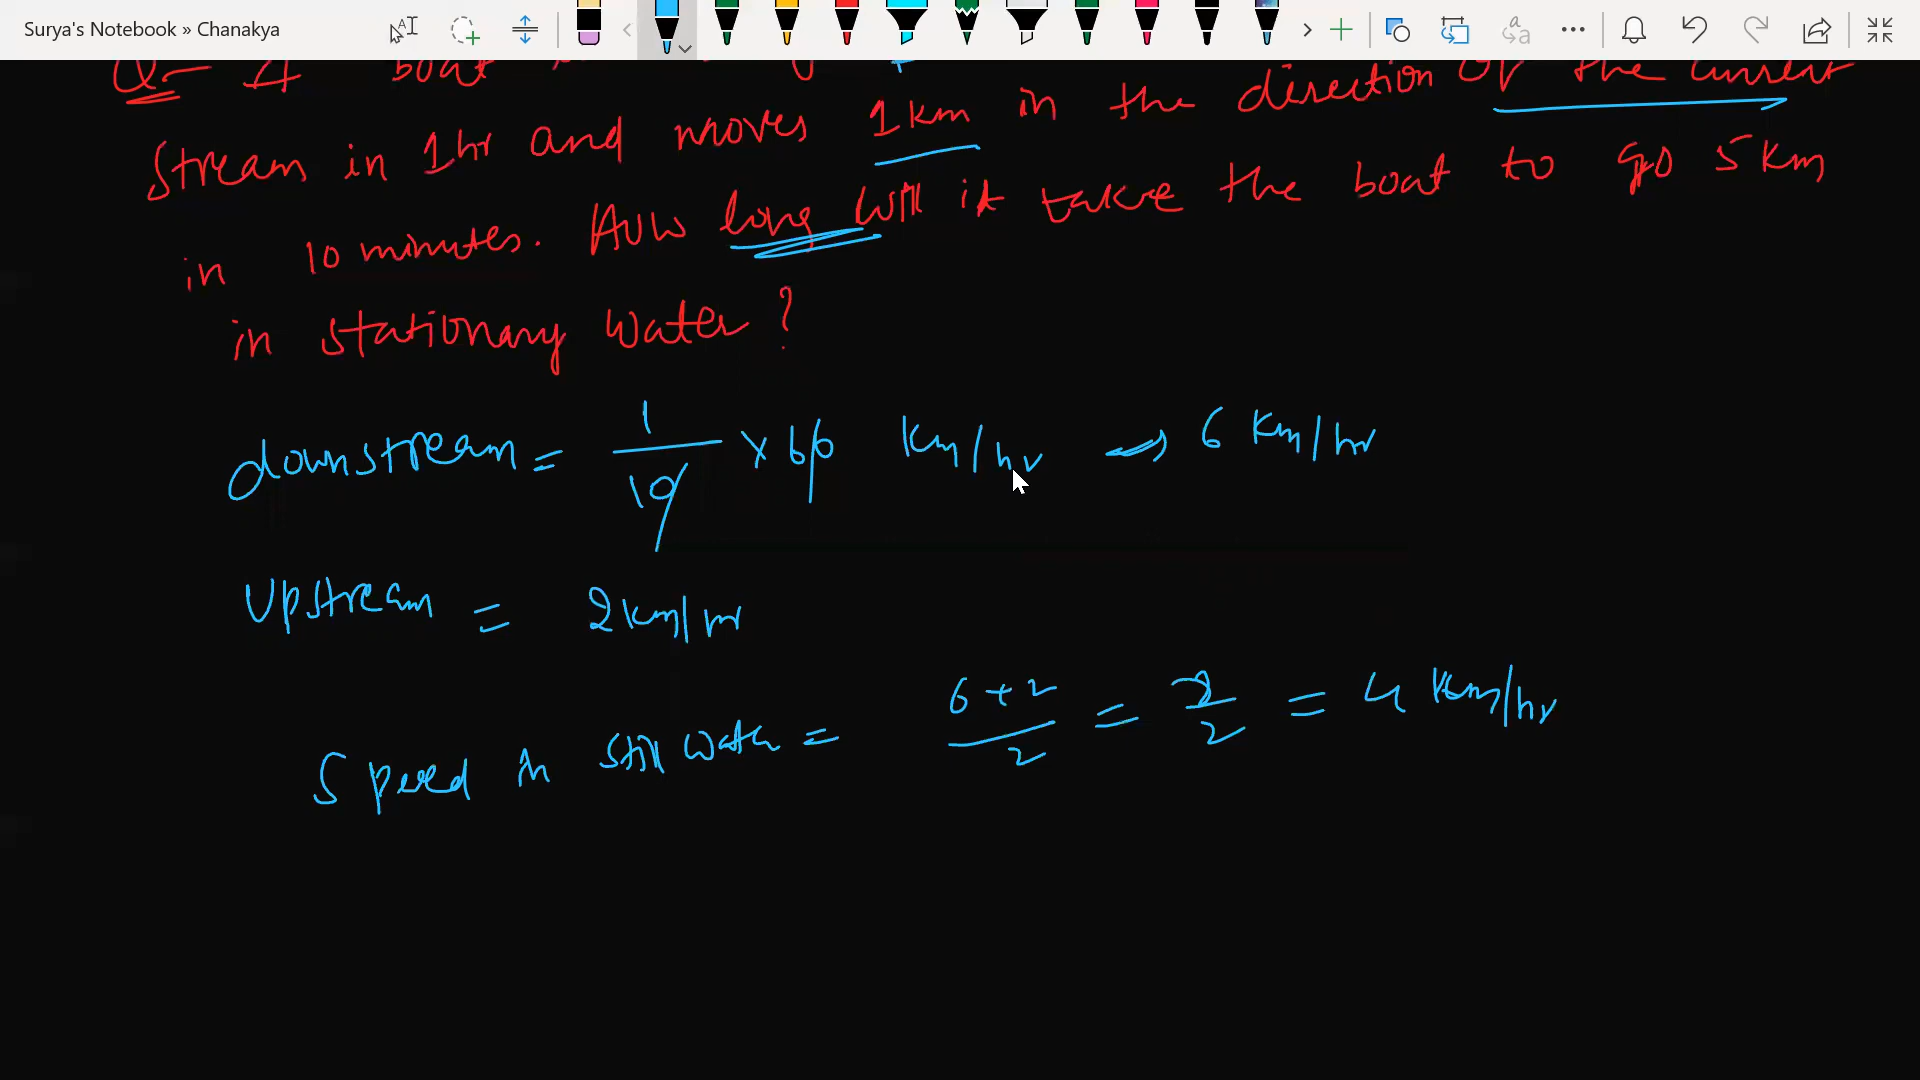 Surya's Notebook » Chanakya
Q- A boat
in the direction of the current
Stream in 1hr and moves 1km
in 10 minutes. How long will it take the boat to go 5km
in stationary water?
downstream = 1/10 × 60 km/hr ⇒ 6 km/hr
Upstream = 2km/hr
Speed in still water = 6+2/2 = 8/2 = 4 km/hr